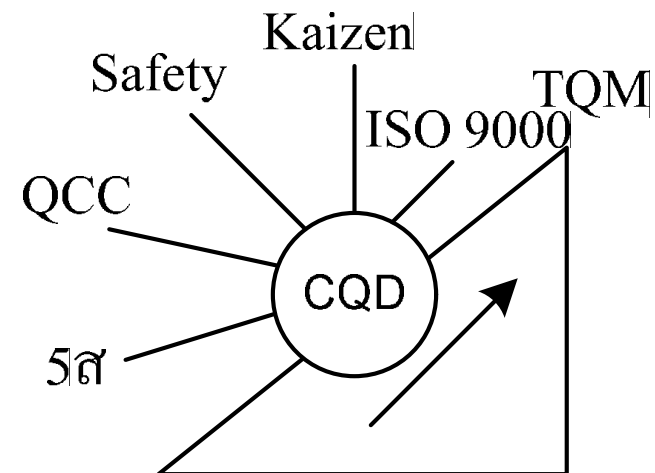 Kaizen
Safety
TQM
ISO 9000
QCC
CQD
5ส